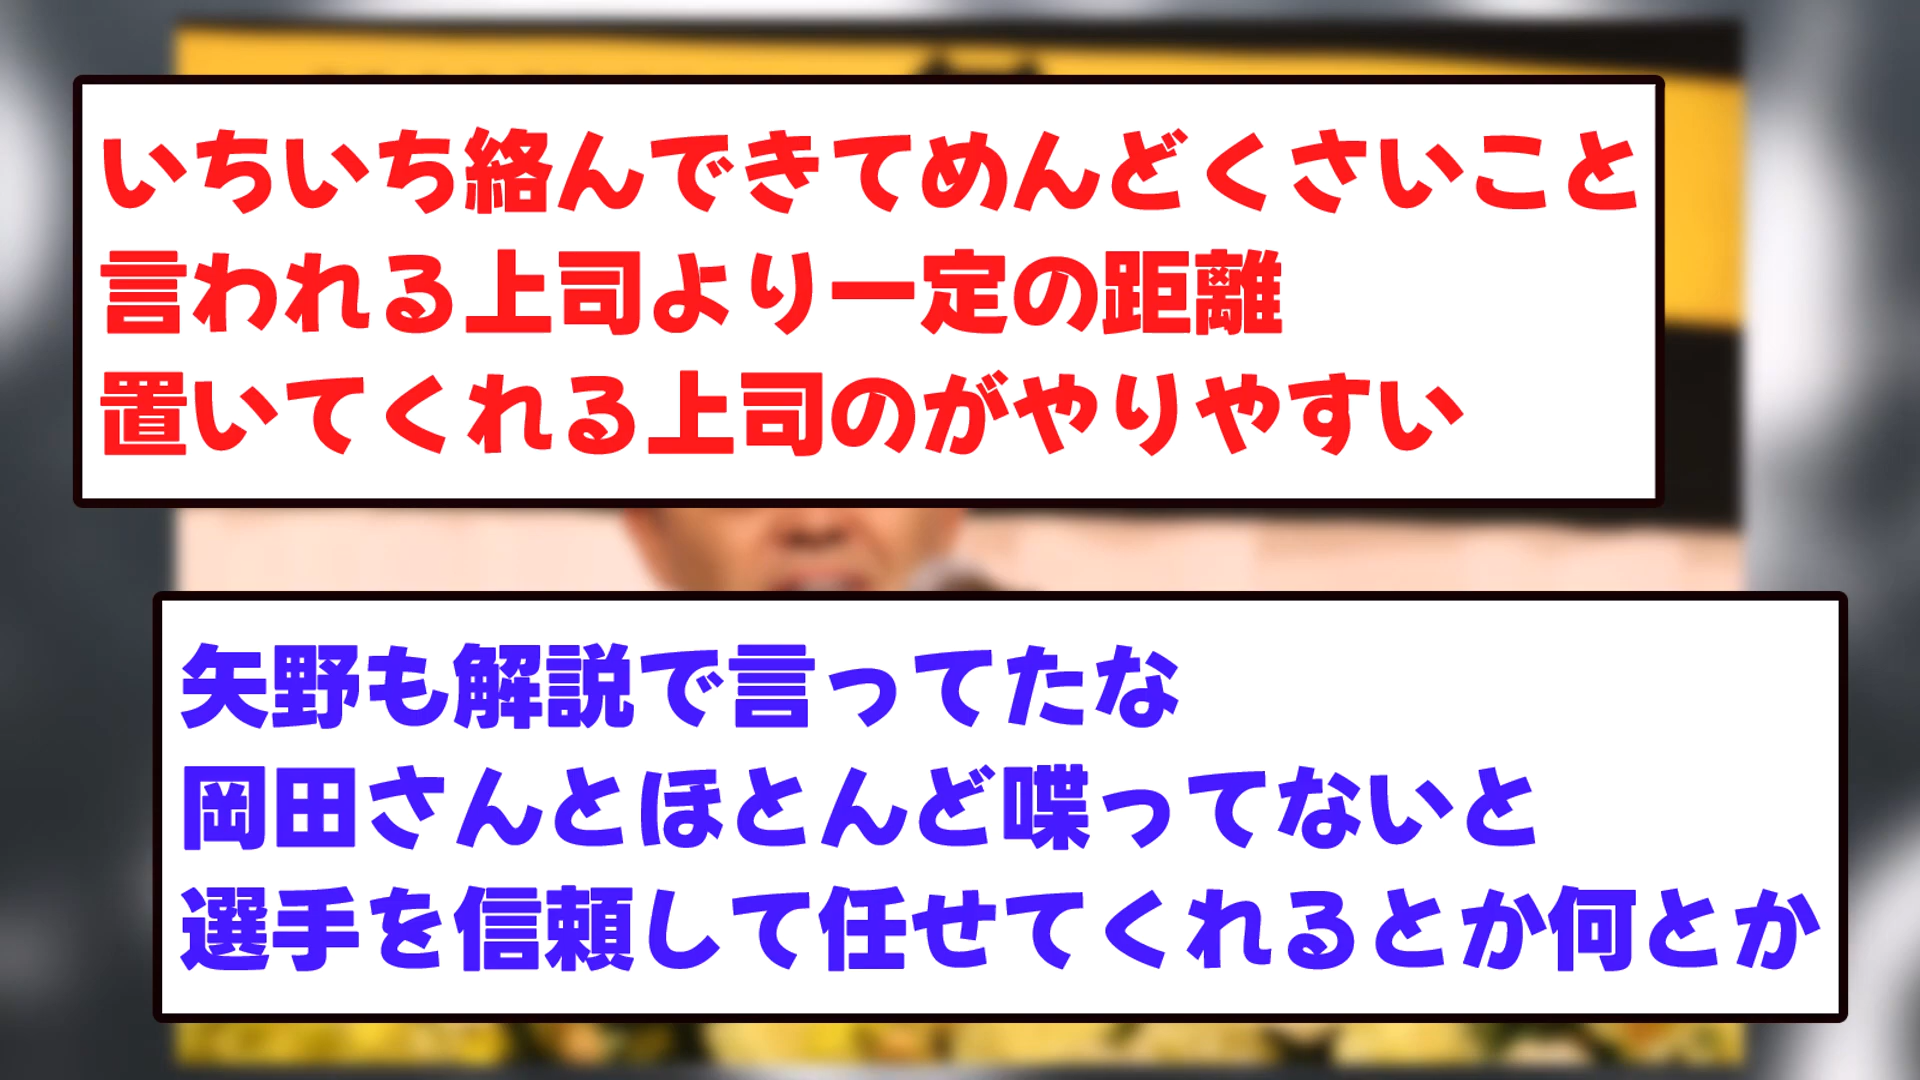 いちいち絡んできてめんどくさいこと
言われる上司より一定の距離
置いてくれる上司のがやりやすい
矢野も解説で言ってたな
岡田さんとほとんど喋ってないと
選手を信頼して任せてくれるとか何とか